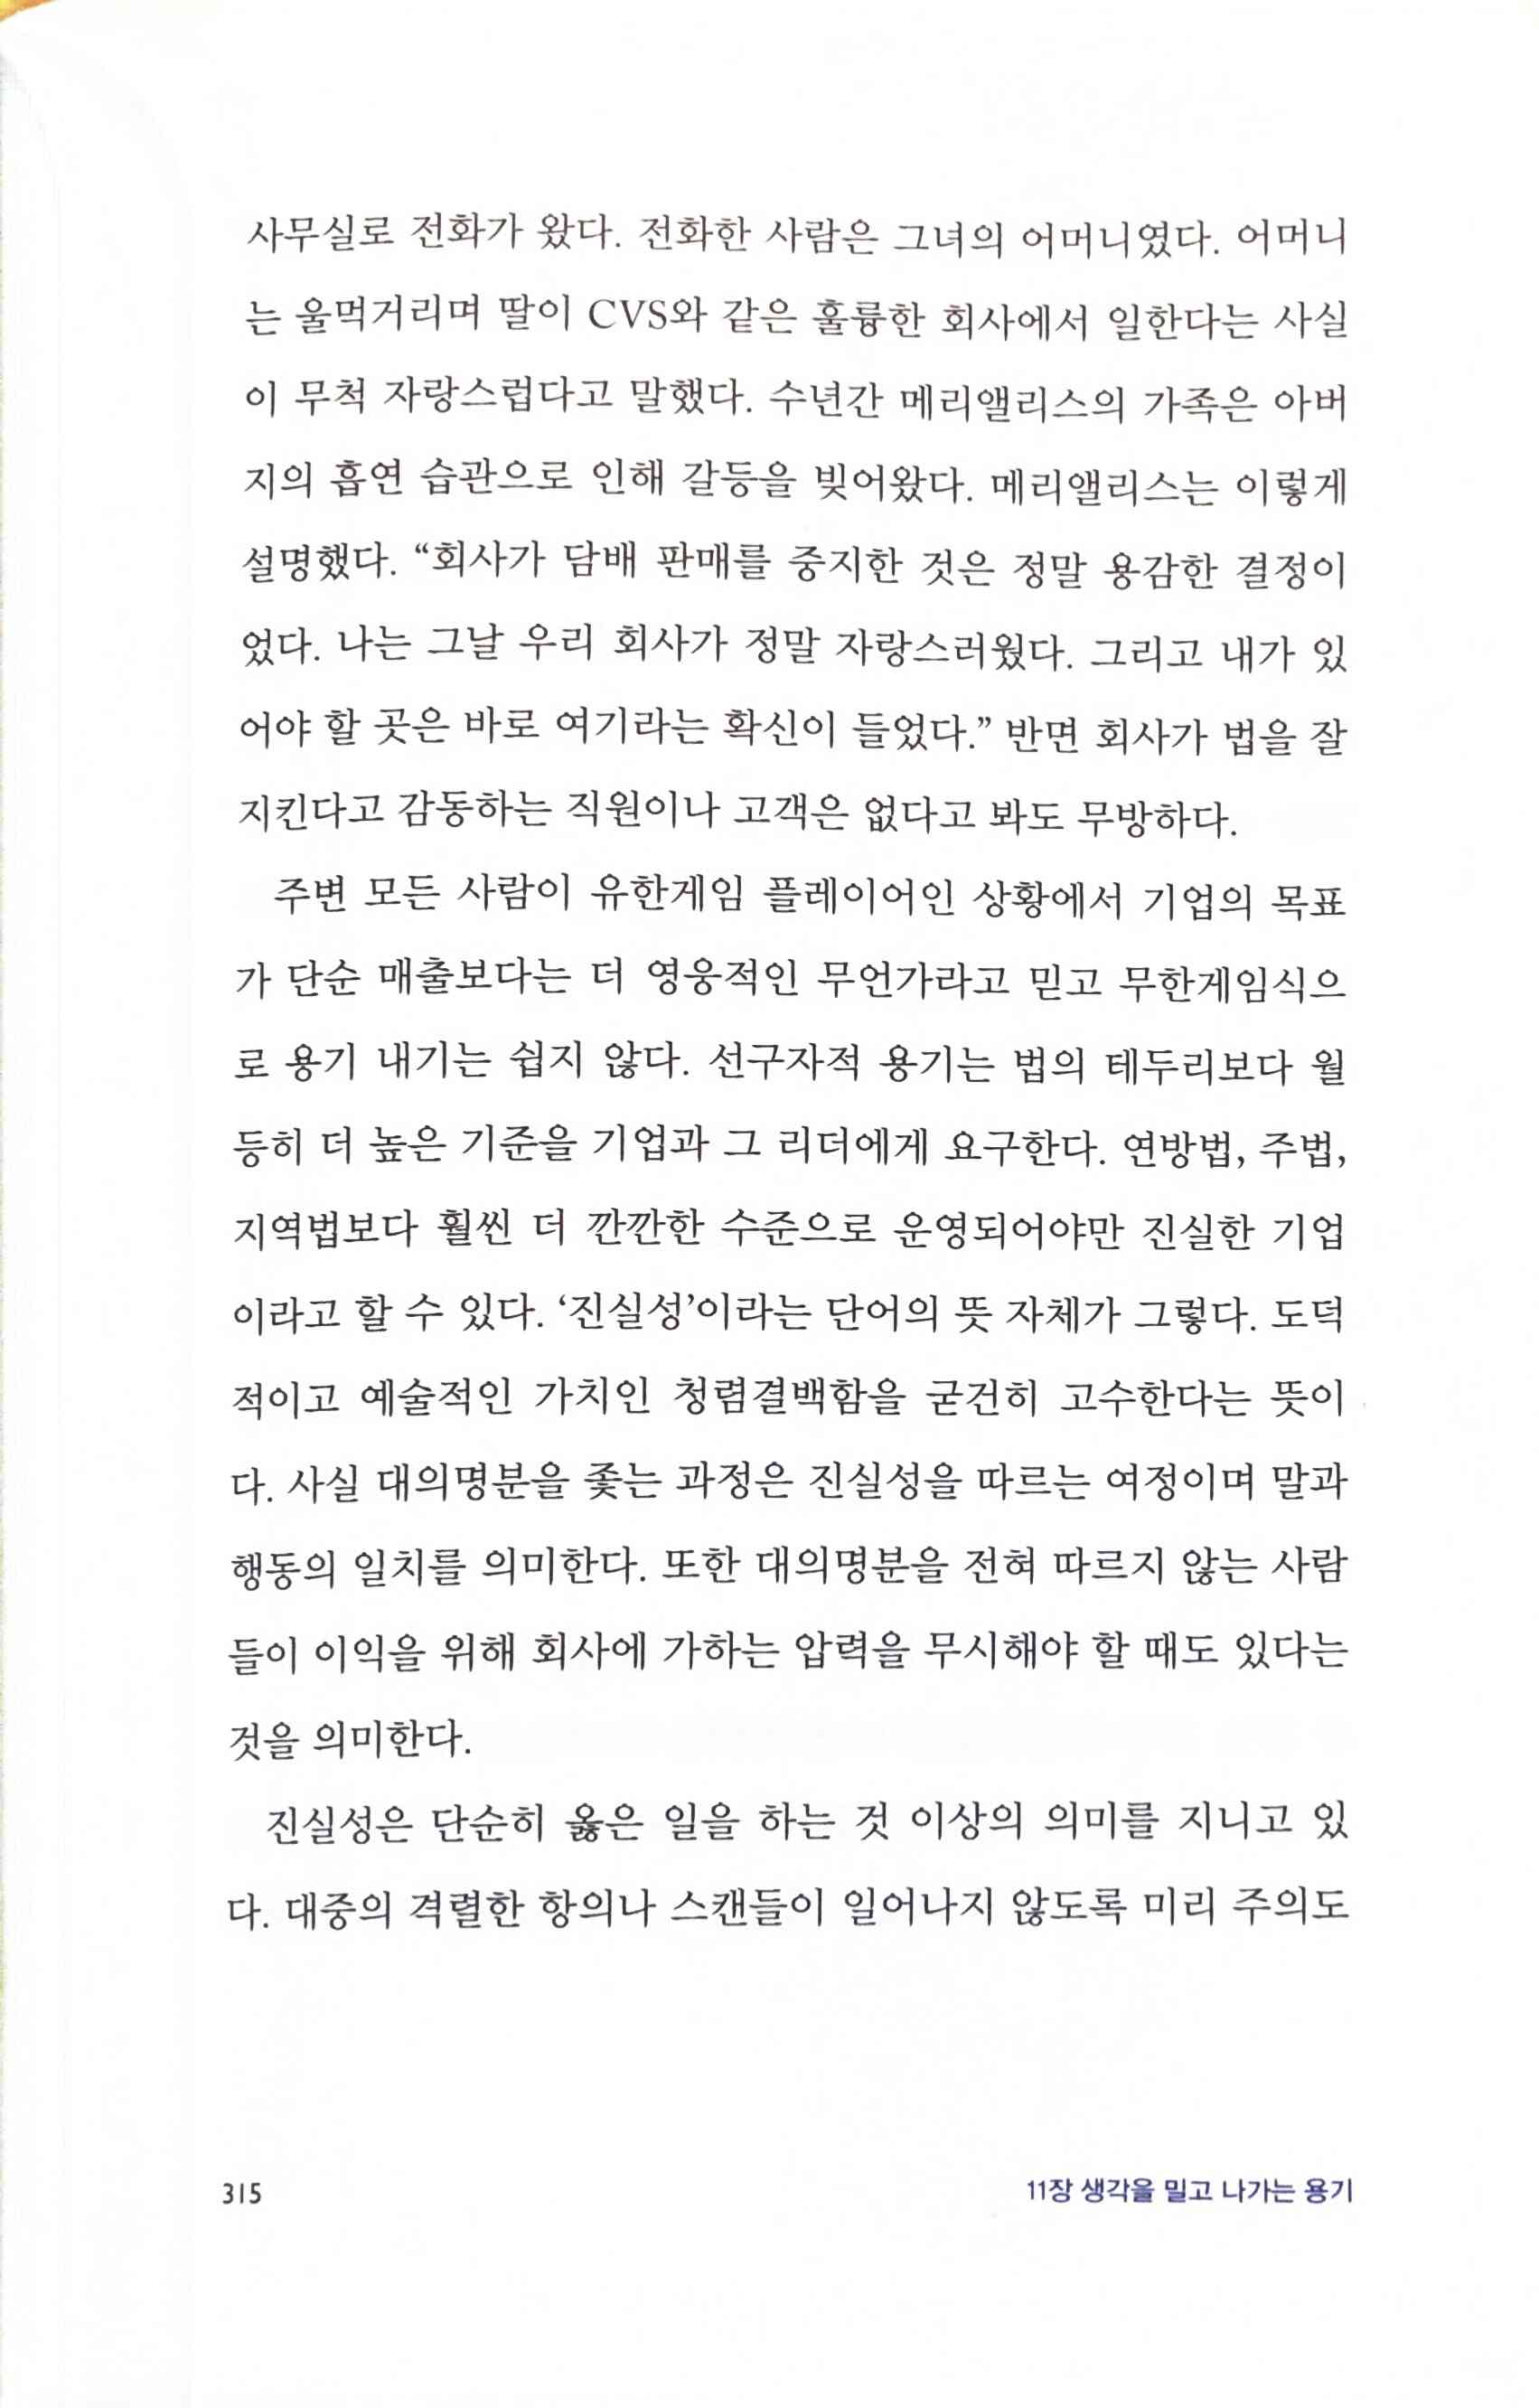 사무실로 전화가 왔다. 전화한 사람은 그녀의 어머니였다. 어머니
는 울먹거리며 딸이 CVS와 같은 훌륭한 회사에서 일한다는 사실
이 무척 자랑스럽다고 말했다. 수년간 메리앨리스의 가족은 아버
지의 흡연 습관으로 인해 갈등을 빚어왔다. 메리앨리스는 이렇게
설명했다. “회사가 담배 판매를 중지한 것은 정말 용감한 결정이
었다. 나는 그날 우리 회사가 정말 자랑스러웠다. 그리고 내가 있
어야 할 곳은 바로 여기라는 확신이 들었다.” 반면 회사가 법을 잘
지킨다고 감동하는 직원이나 고객은 없다고 봐도 무방하다.
주변 모든 사람이 유한게임 플레이어인 상황에서 기업의 목표
가 단순 매출보다는 더 영웅적인 무언가라고 믿고 무한게임식으
로 용기 내기는 쉽지 않다. 선구자적 용기는 법의 테두리보다 월
등히 더 높은 기준을 기업과 그 리더에게 요구한다. 연방법, 주법,
지역법보다 훨씬 더 깐깐한 수준으로 운영되어야만 진실한 기업
이라고 할 수 있다. ‘진실성’이라는 단어의 뜻 자체가 그렇다. 도덕
적이고 예술적인 가치인 청렴결백함을 굳건히 고수한다는 뜻이
다. 사실 대의명분을 좇는 과정은 진실성을 따르는 여정이며 말과
행동의 일치를 의미한다. 또한 대의명분을 전혀 따르지 않는 사람
들이 이익을 위해 회사에 가하는 압력을 무시해야 할 때도 있다는
것을 의미한다.
진실성은 단순히 옳은 일을 하는 것 이상의 의미를 지니고 있
다. 대중의 격렬한 항의나 스캔들이 일어나지 않도록 미리 주의도
315
11장 생각을 밀고 나가는 용기